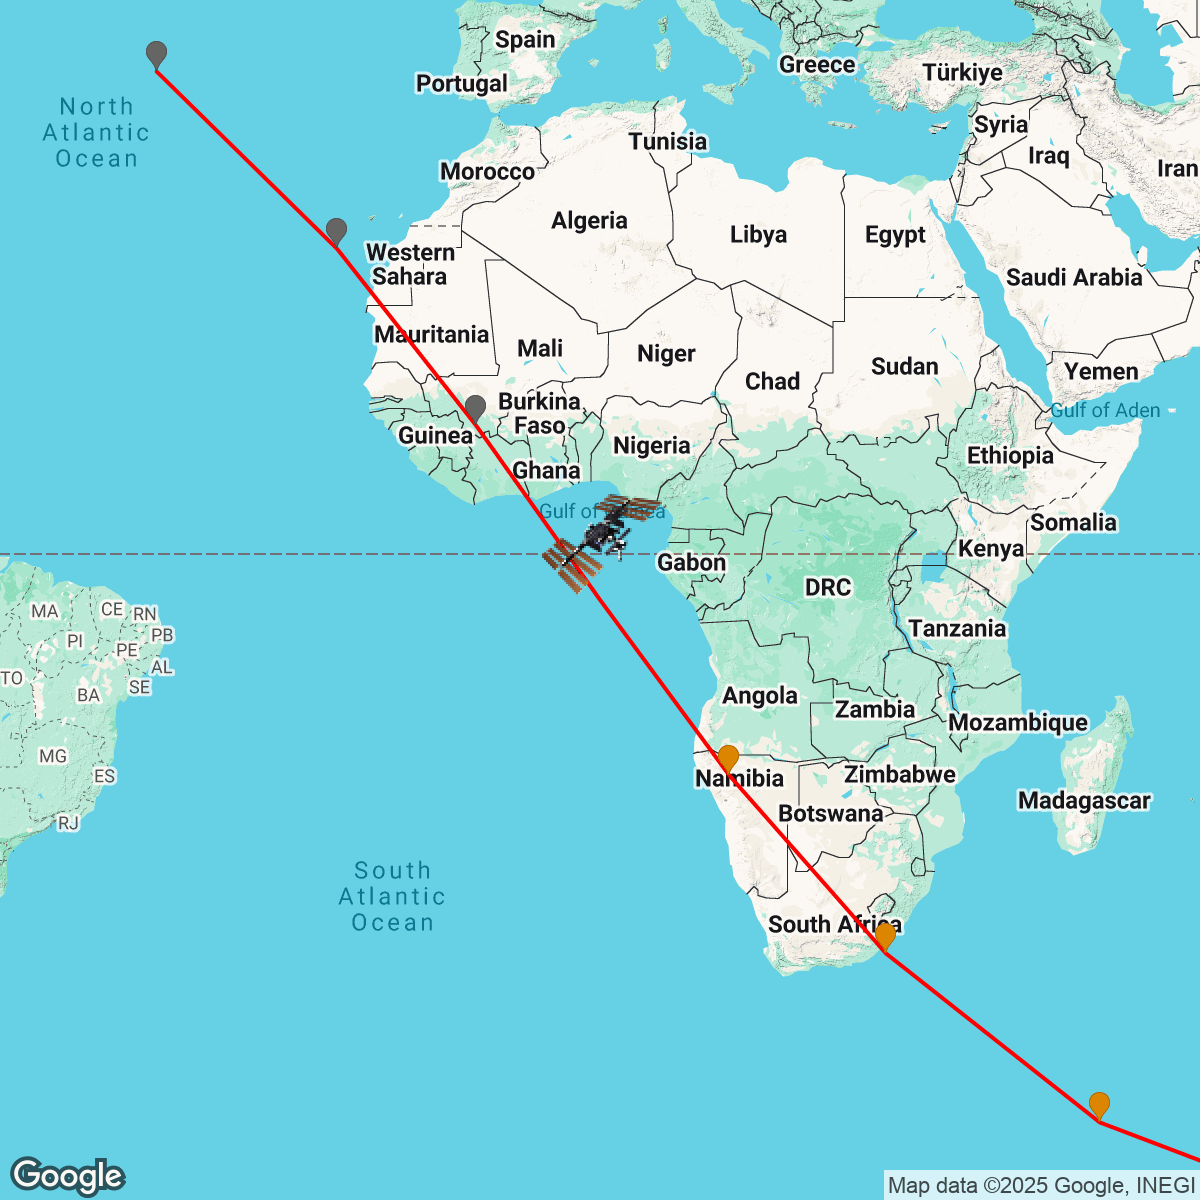 Spain
Portugal
Greece
Türkiye
North
Atlantic
Ocean
Tunisia
Syria
Iraq
Iran
Morocco
Algeria
Libya
Egypt
Western
Sahara
Saudi Arabia
Mauritania
Mali
Niger
Chad
Sudan
Yemen
Gulf of Aden
Burkina
Faso
Guinea
Ghana
Nigeria
Ethiopia
Gulf of
Somalia
Gabon
Kenya
DRC
Tanzania
MA
CE
RN
PI
PB
PE
AL
TO
BA
SE
Angola
Zambia
Mozambique
MG
ES
RJ
Namibia
Zimbabwe
Botswana
Madagascar
South
Atlantic
Ocean
South Africa
Google
Map data ©2025 Google, INEGI